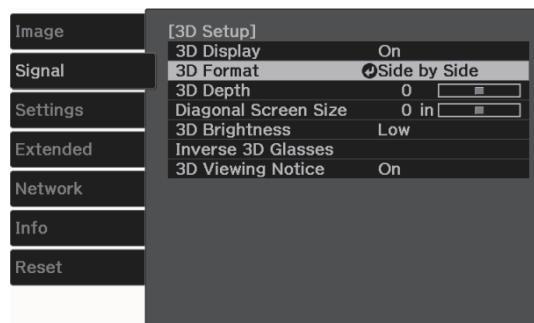 Image
Signal
Settings
Extended
Network
Info
Reset
[3D Setup]
3D Display On
3D Format Side by Side
3D Depth 0
Diagonal Screen Size 0 in
3D Brightness Low
Inverse 3D Glasses
3D Viewing Notice On